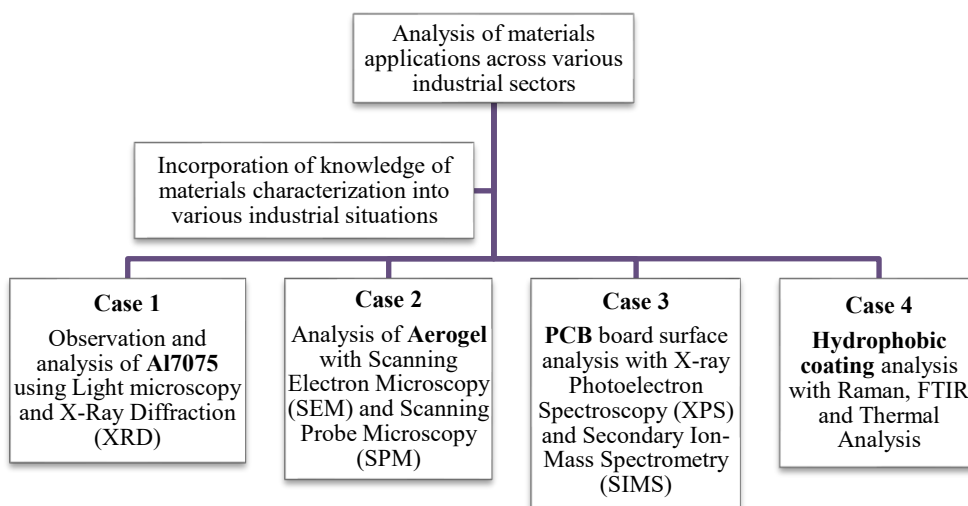 Analysis of materials
applications across various
industrial sectors
Incorporation of knowledge of
materials characterization into
various industrial situations
Case 1
Observation and
analysis of Al7075
using Light microscopy
and X-Ray Diffraction
(XRD)
Case 2
Analysis of Aerogel
with Scanning
Electron Microscopy
(SEM) and Scanning
Probe Microscopy
(SPM)
Case 3
PCB board surface
analysis with X-ray
Photoelectron
Spectroscopy (XPS)
and Secondary Ion-
Mass Spectrometry
(SIMS)
Case 4
Hydrophobic
coating analysis
with Raman, FTIR
and Thermal
Analysis